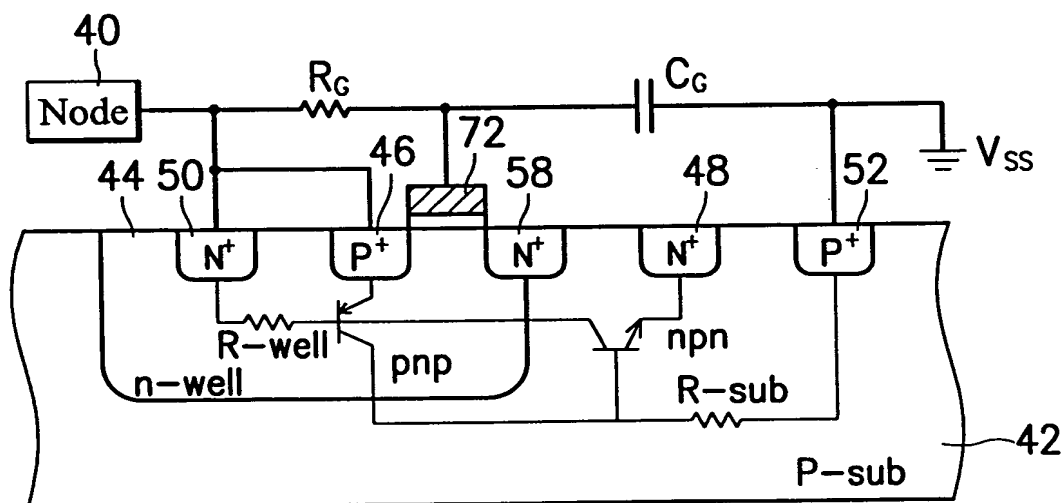 40
Node
R_G
C_G
V_SS
72
44
50
46
58
48
52
N⁺
P⁺
N⁺
N⁺
P⁺
R-well
pnp
npn
n-well
R-sub
42
P-sub